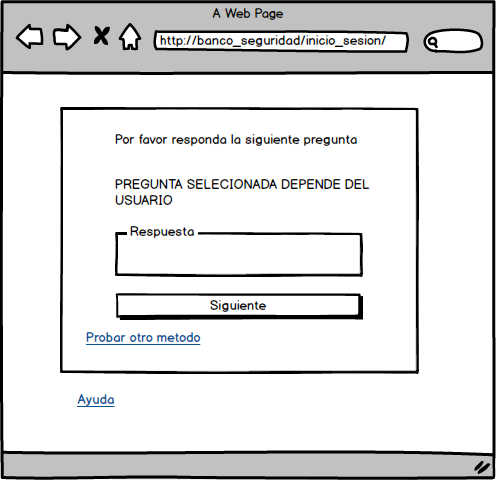 A Web Page
http://banco_seguridad/inicio_sesion/
Por favor responda la siguiente pregunta
PREGUNTA SELECIONADA DEPENDE DEL
USUARIO
Respuesta
Siguiente
Probar otro metodo
Ayuda